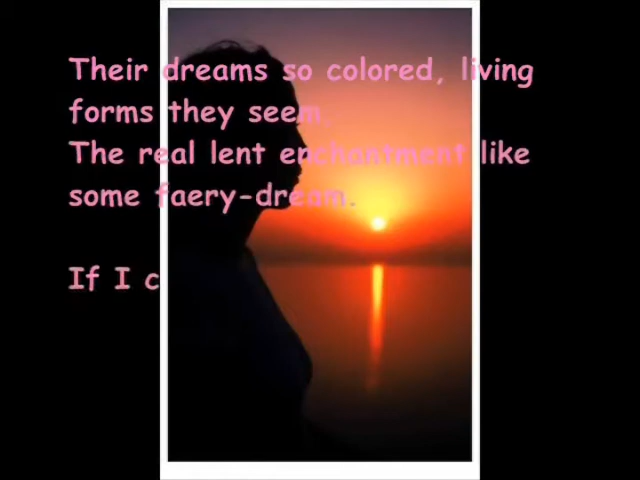 Their dreams so colored, living
forms they seem,
The real lent enchantment like
some faery-dream.
If I c